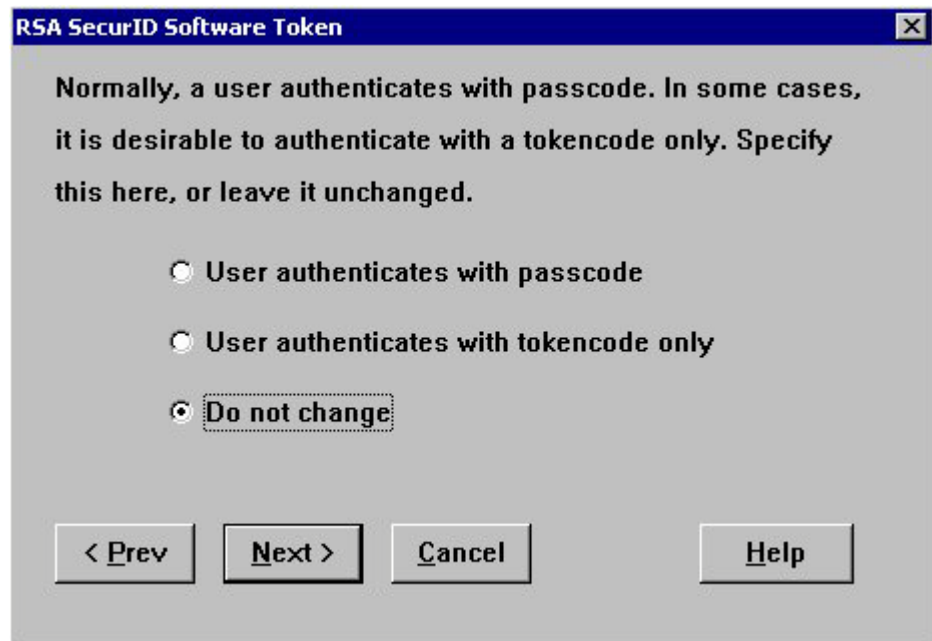 RSA SecurID Software Token
Normally, a user authenticates with passcode. In some cases,
it is desirable to authenticate with a tokencode only. Specify
this here, or leave it unchanged.
User authenticates with passcode
User authenticates with tokencode only
Do not change
< Prev Next > Cancel Help